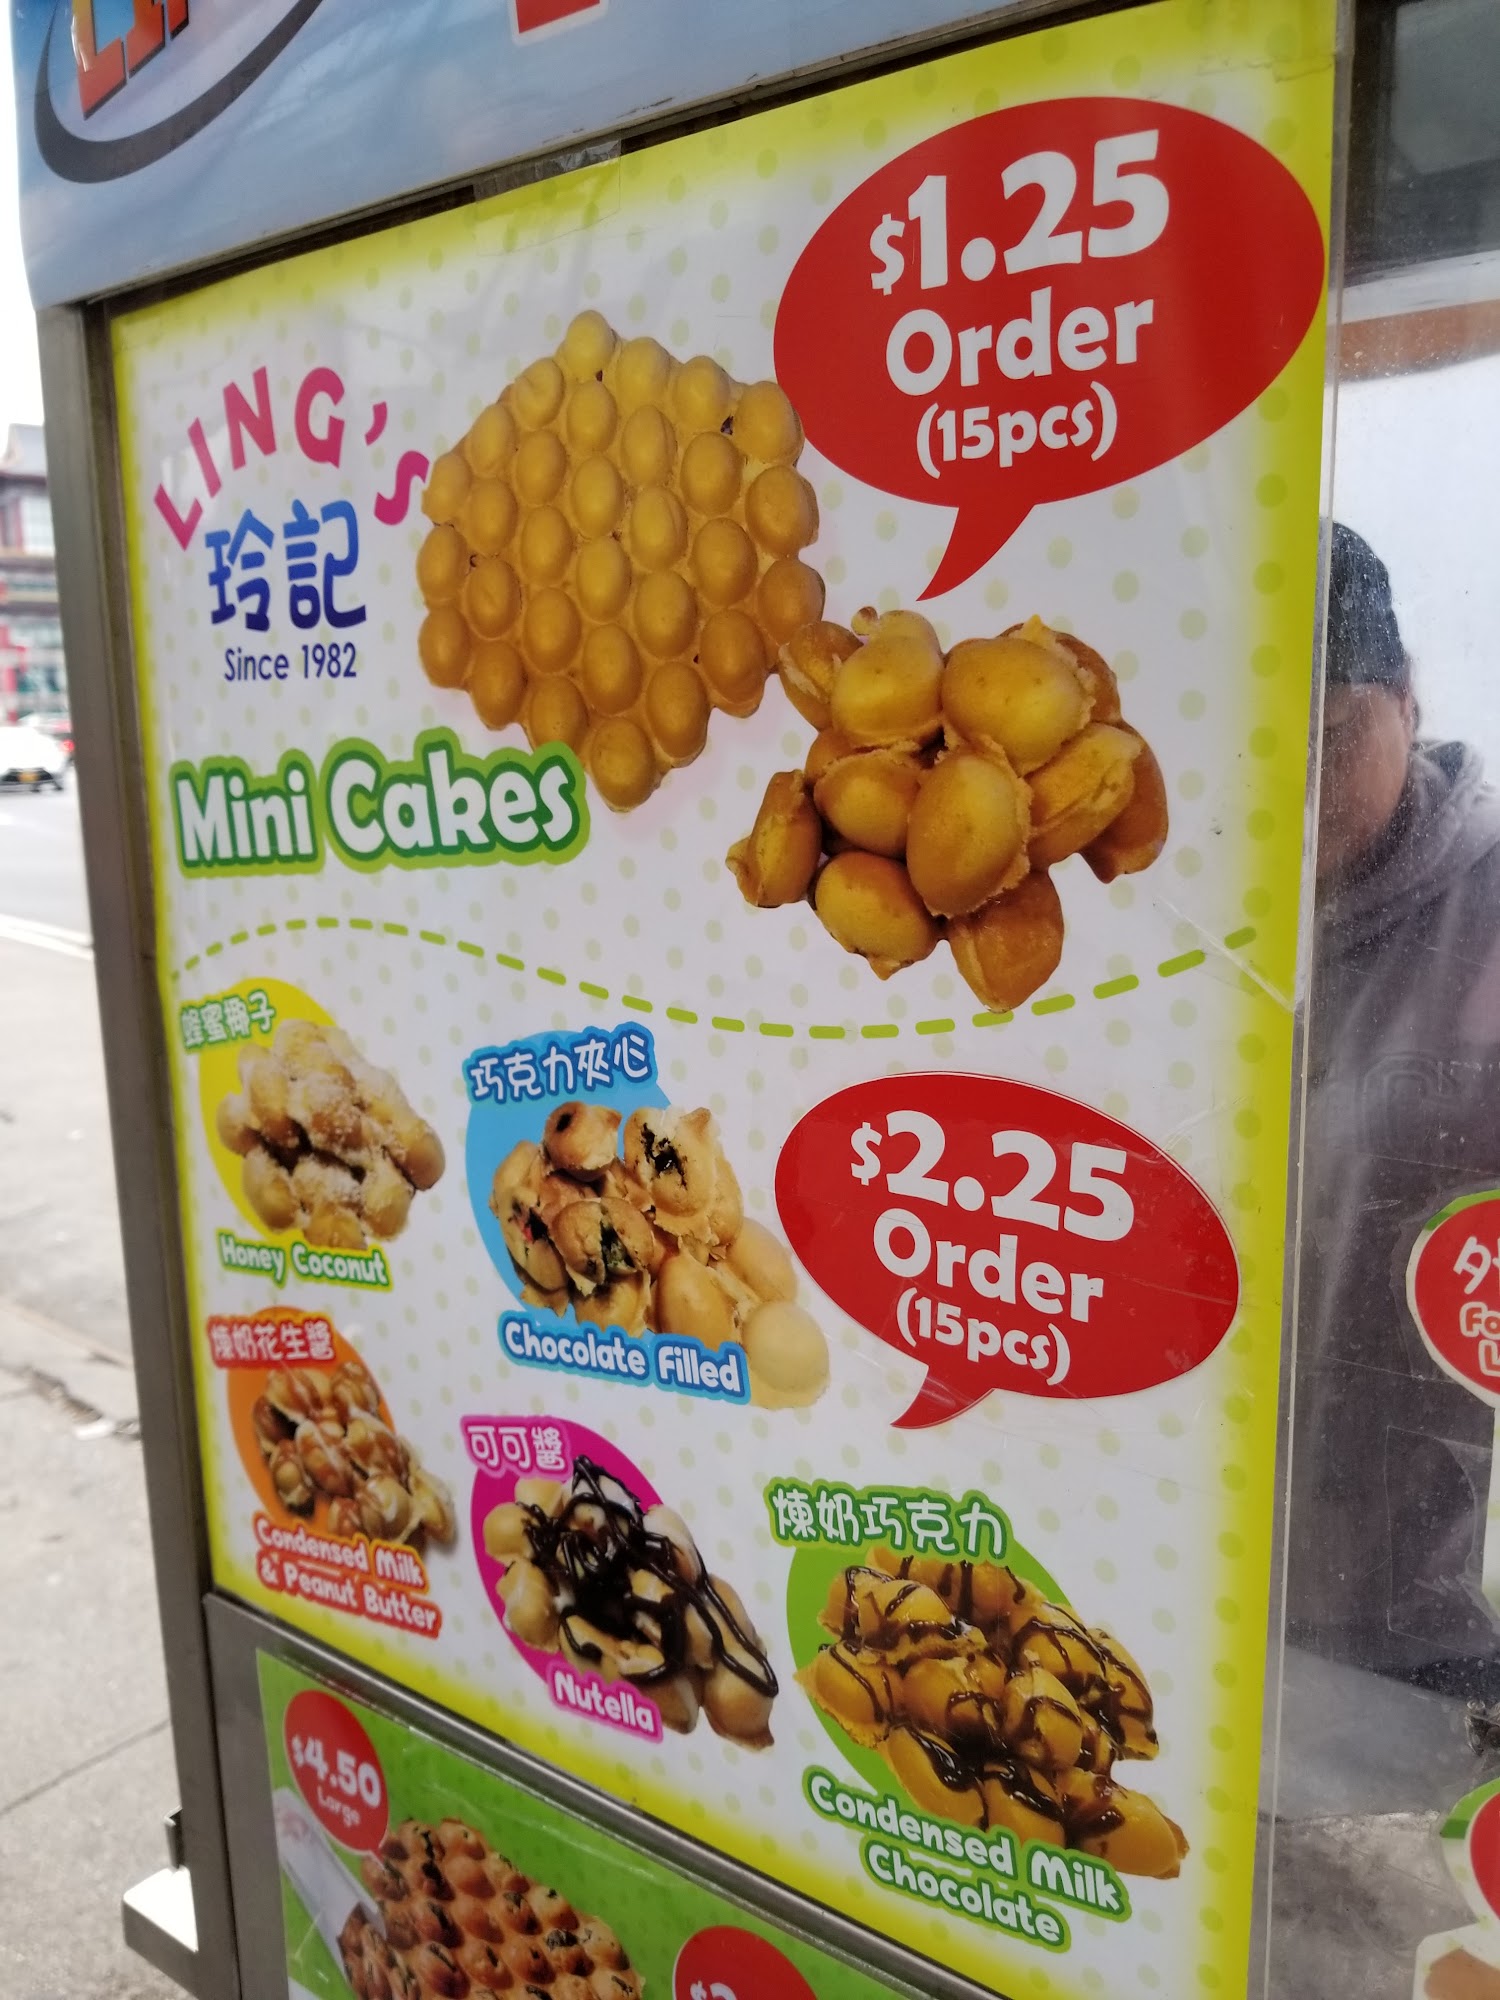 $1.25
Order
(15pcs)
LING'S
玲記
Since 1982
Mini Cakes
蜂蜜椰子
Honey Coconut
巧克力夾心
Chocolate Filled
$2.25
Order
(15pcs)
煉奶花生醬
Condensed Milk
& Peanut Butter
可可醬
Nutella
煉奶巧克力
Condensed Milk
Chocolate
$4.50
Large